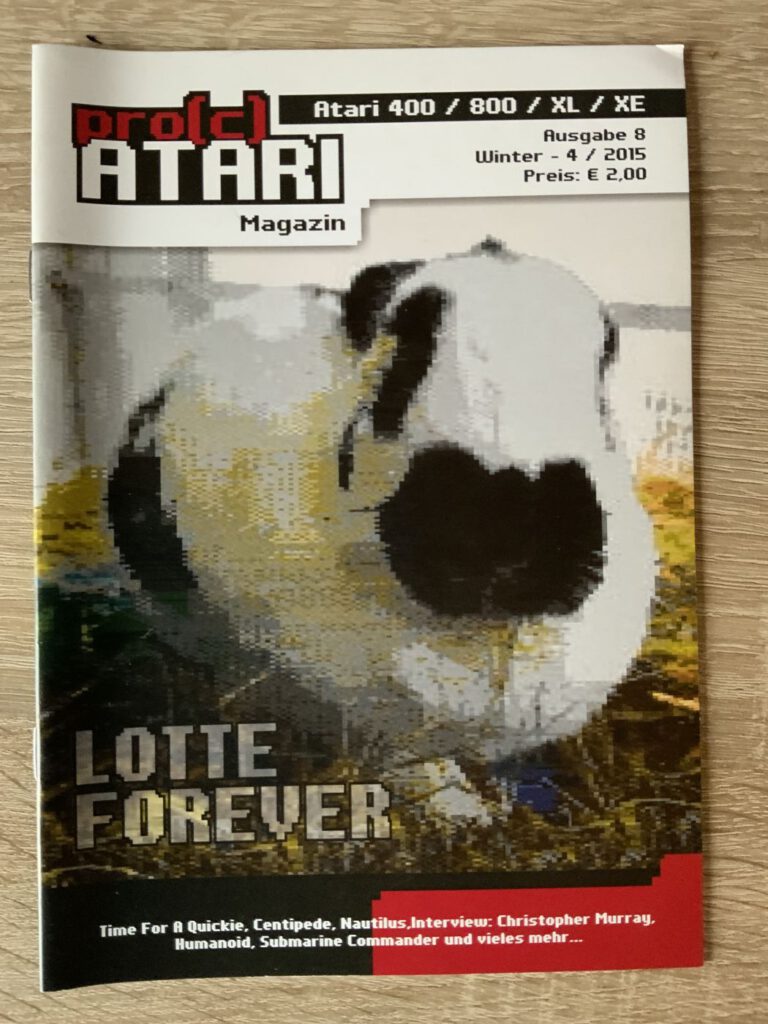 pro(c)
ATARI
Magazin
Atari 400 / 800 / XL / XE
Ausgabe 8
Winter - 4 / 2015
Preis: € 2,00
LOTTE
FOREVER
Time For A Quickie, Centipede, Nautilus,Interview: Christopher Murray,
Humanoid, Submarine Commander und vieles mehr...